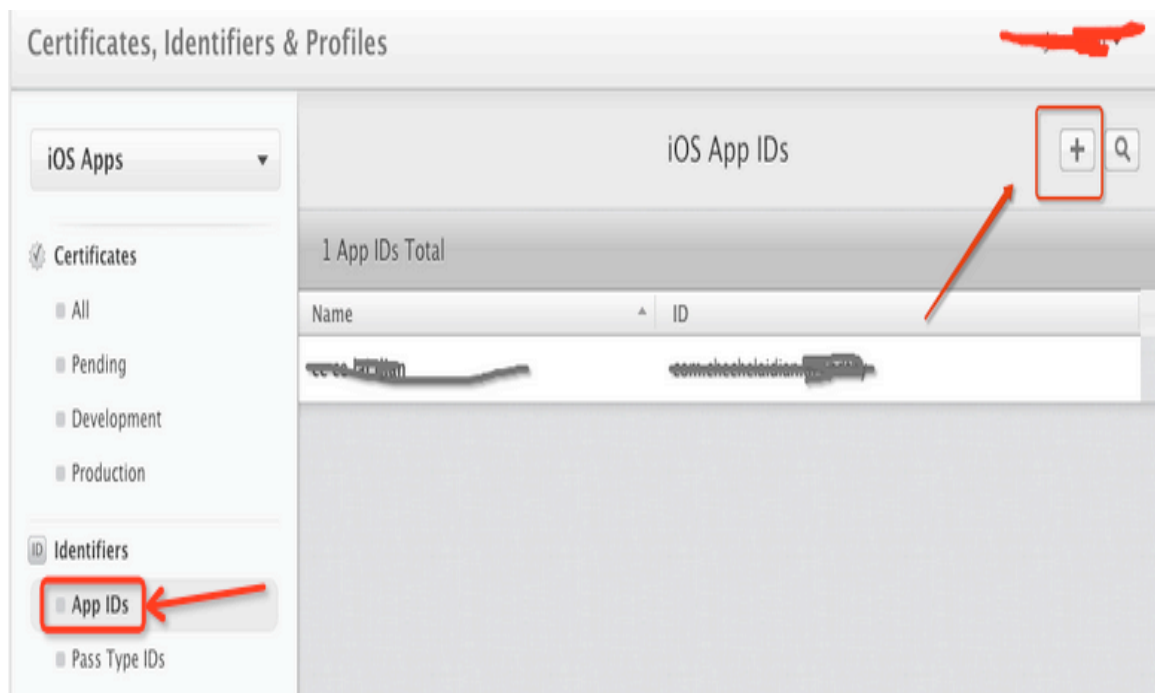 Certificates, Identifiers & Profiles
iOS Apps
iOS App IDs
Certificates
1 App IDs Total
All
Name
ID
Pending
Development
Production
ID
Identifiers
App IDs
Pass Type IDs